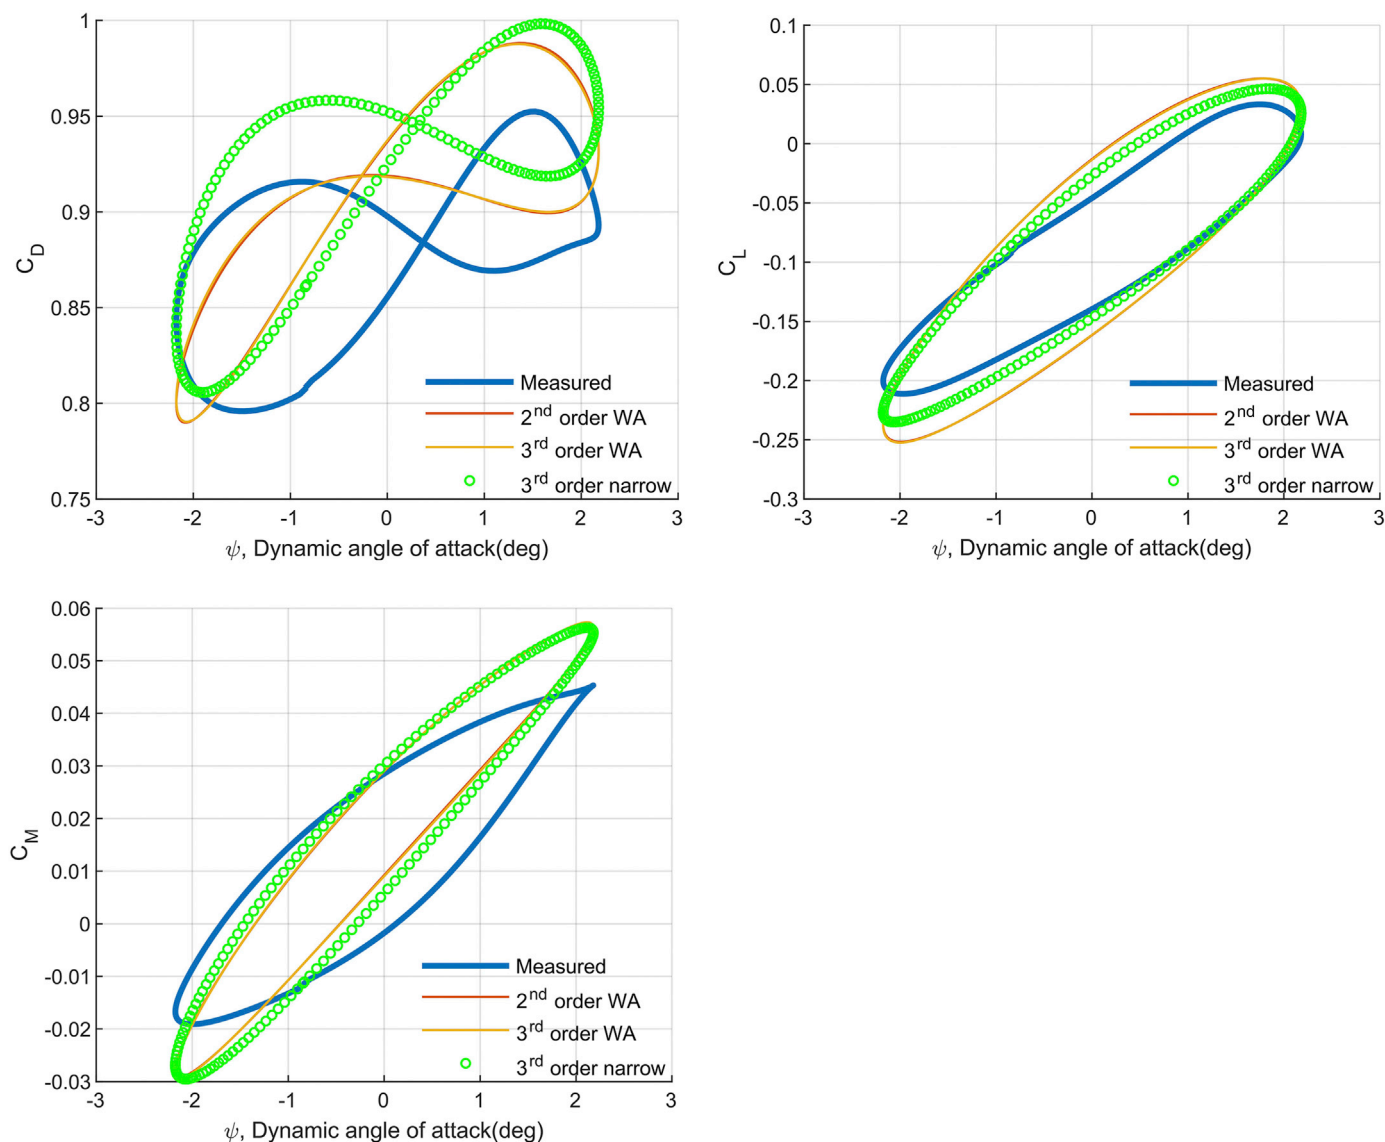 1
0.95
0.9
0.85
0.8
0.75
C_D
-3 -2 -1 0 1 2 3
ψ, Dynamic angle of attack(deg)
Measured
2nd order WA
3rd order WA
3rd order narrow
0.1
0.05
0
-0.05
-0.1
-0.15
-0.2
-0.25
-0.3
C_L
-3 -2 -1 0 1 2 3
ψ, Dynamic angle of attack(deg)
Measured
2nd order WA
3rd order WA
3rd order narrow
0.06
0.05
0.04
0.03
0.02
0.01
0
-0.01
-0.02
-0.03
C_M
-3 -2 -1 0 1 2 3
ψ, Dynamic angle of attack(deg)
Measured
2nd order WA
3rd order WA
3rd order narrow